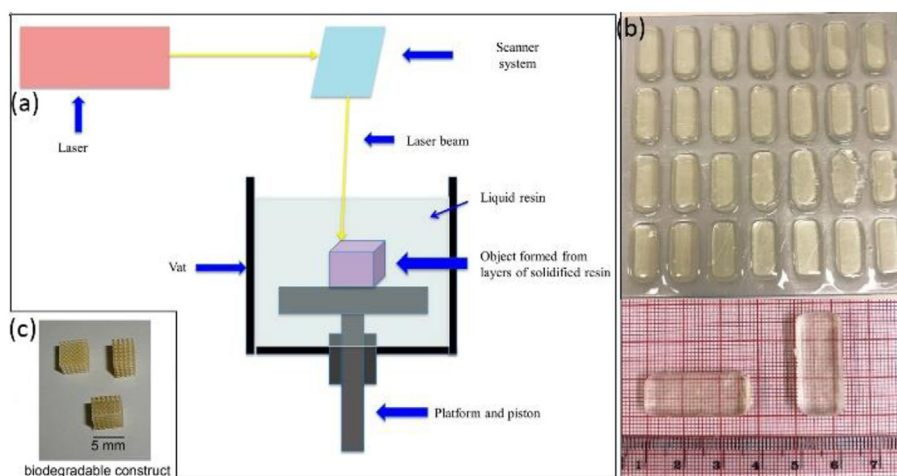 (a)
Laser
Scanner
system
Laser beam
Liquid resin
Vat
Object formed from
layers of solidified resin
Platform and piston
(b)
1 2 3 4 5 6 7
(c)
5 mm
biodegradable construct